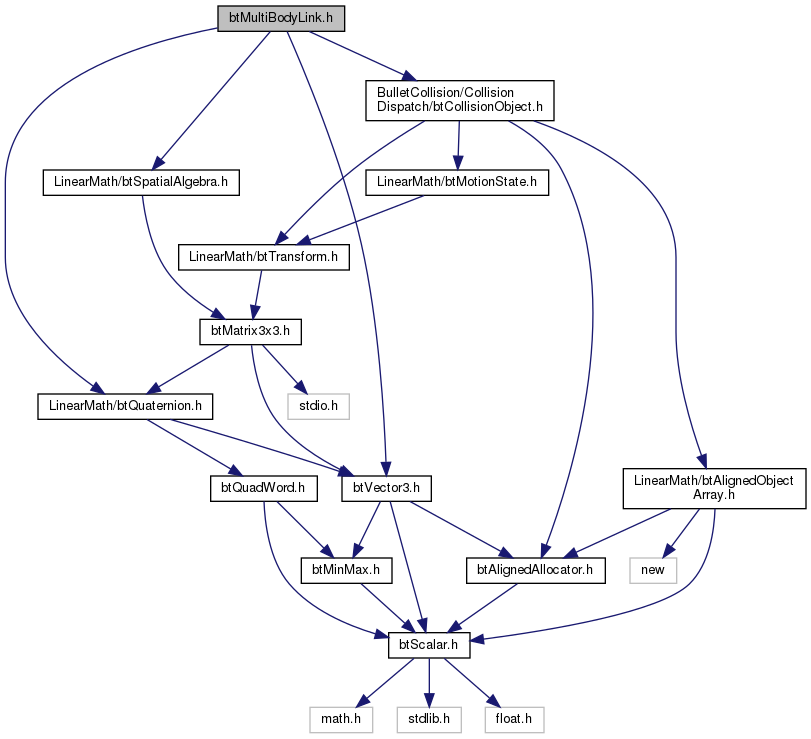 btMultiBodyLink.h
BulletCollision/Collision
Dispatch/btCollisionObject.h
LinearMath/btSpatialAlgebra.h
LinearMath/btMotionState.h
LinearMath/btTransform.h
btMatrix3x3.h
LinearMath/btQuaternion.h
stdio.h
btQuadWord.h
btVector3.h
LinearMath/btAlignedObject
Array.h
btMinMax.h
btAlignedAllocator.h
new
btScalar.h
math.h
stdlib.h
float.h